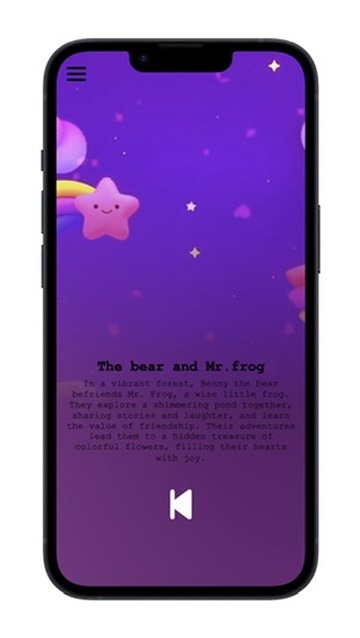 The bear and Mr.frog
In a vibrant forest, Benny the bear
befriends Mr. Frog, a wise little frog.
They explore a shimmering pond together,
sharing stories and laughter, and learn
the value of friendship. Their adventures
lead them to a hidden treasure of
colorful flowers, filling their hearts
with joy.